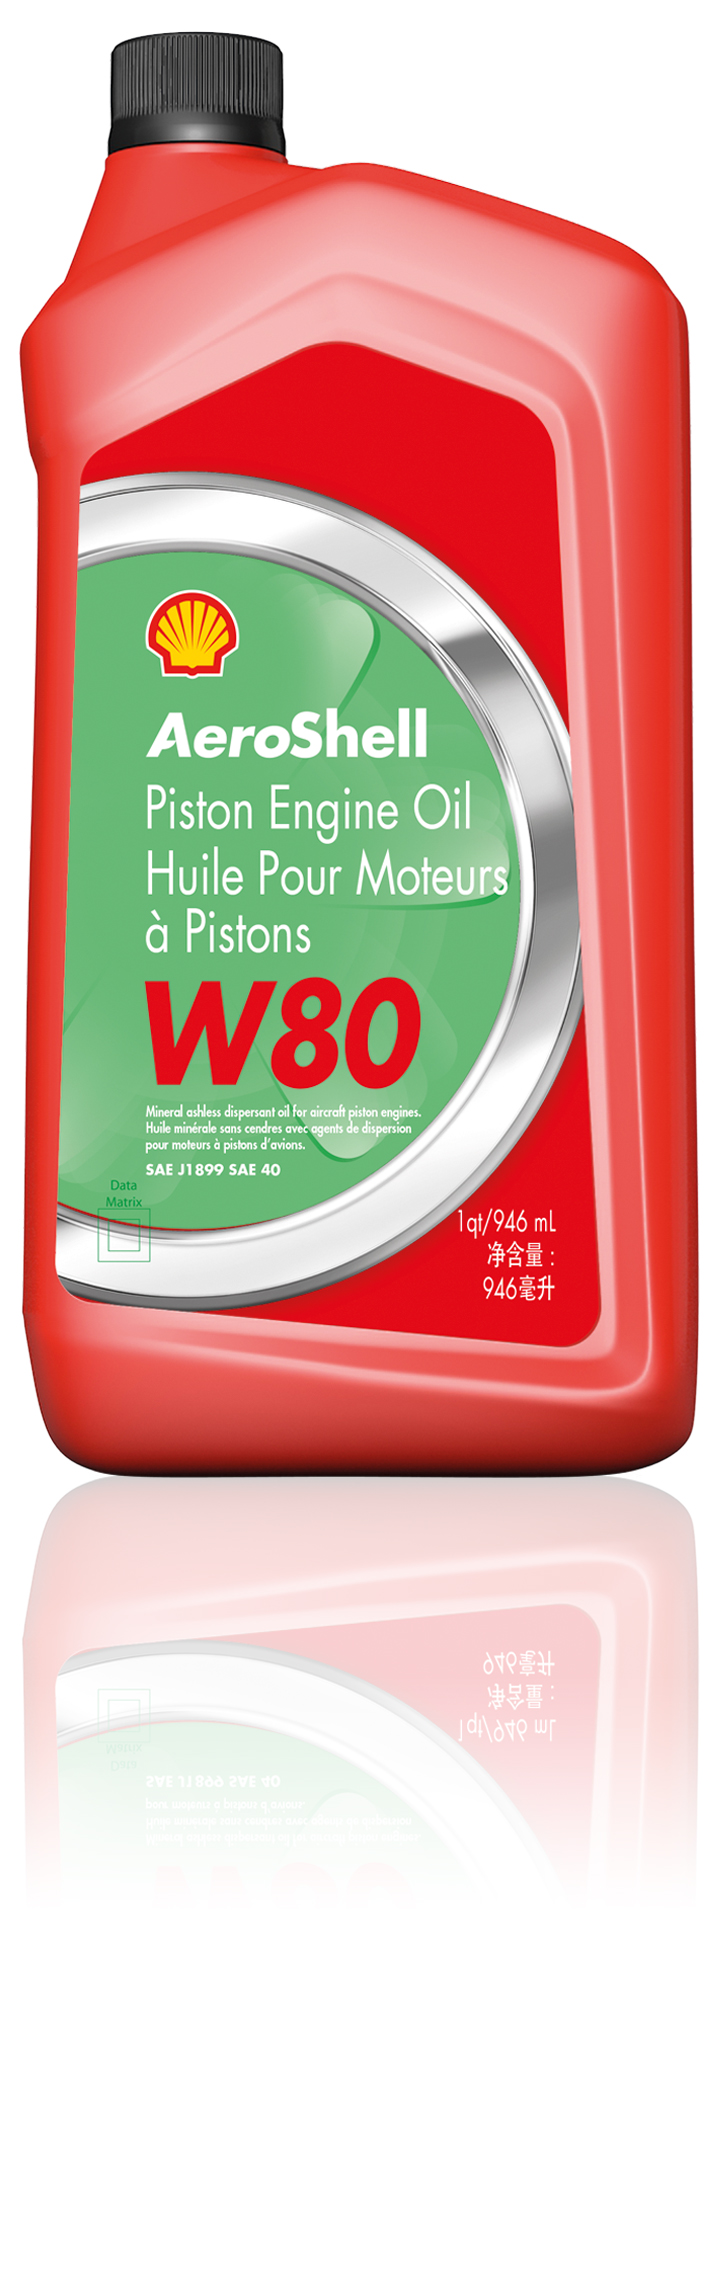 AeroShell
Piston Engine Oil
Huile Pour Moteurs
à Pistons
W80
Mineral ashless dispersant oil for aircraft piston engines.
Huile minérale sans cendres avec agents de dispersion
pour moteurs à pistons d'avions.
SAE J1899 SAE 40
Data
Matrix
1qt/946 mL
净含量：
946毫升